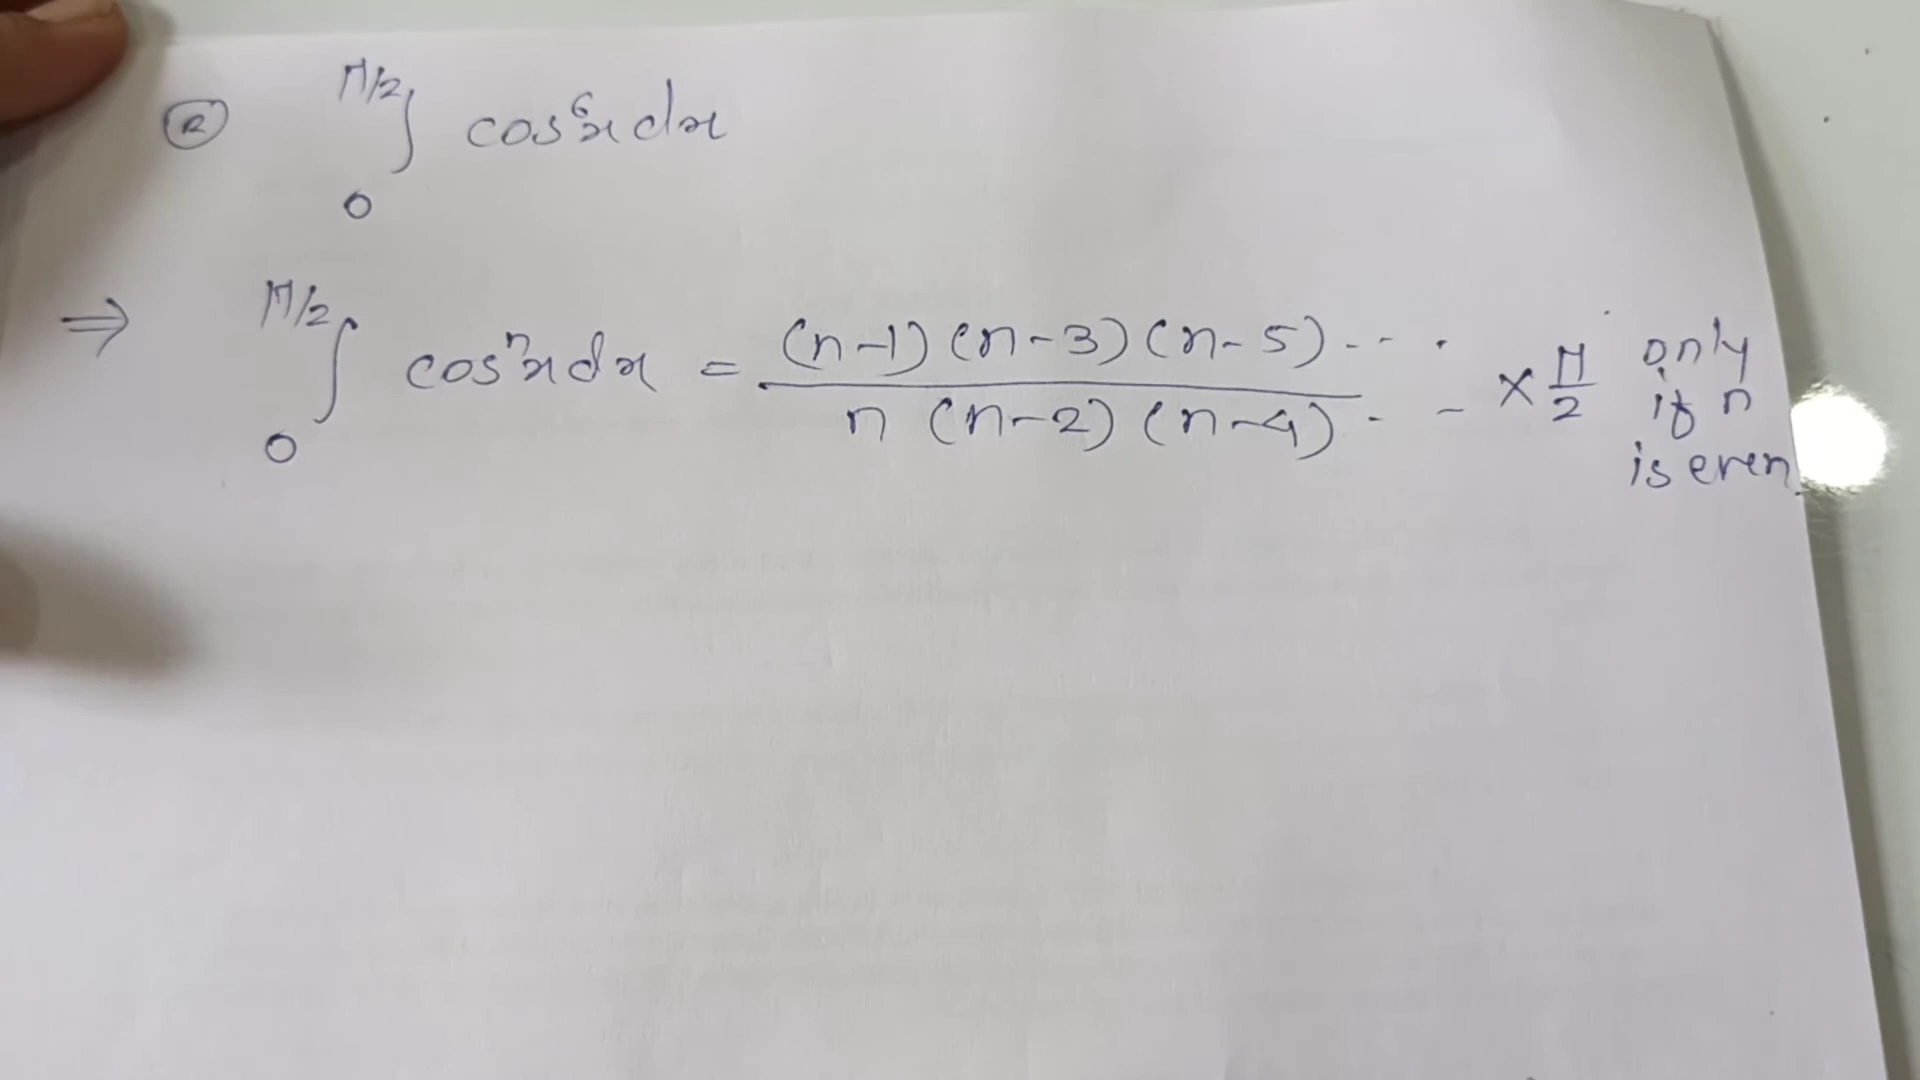 ② π/2∫0 cos⁶x dx
⇒ π/2∫0 cosⁿx dx = (n-1)(n-3)(n-5)--. / n(n-2)(n-4)-- × π/2 only if n is even